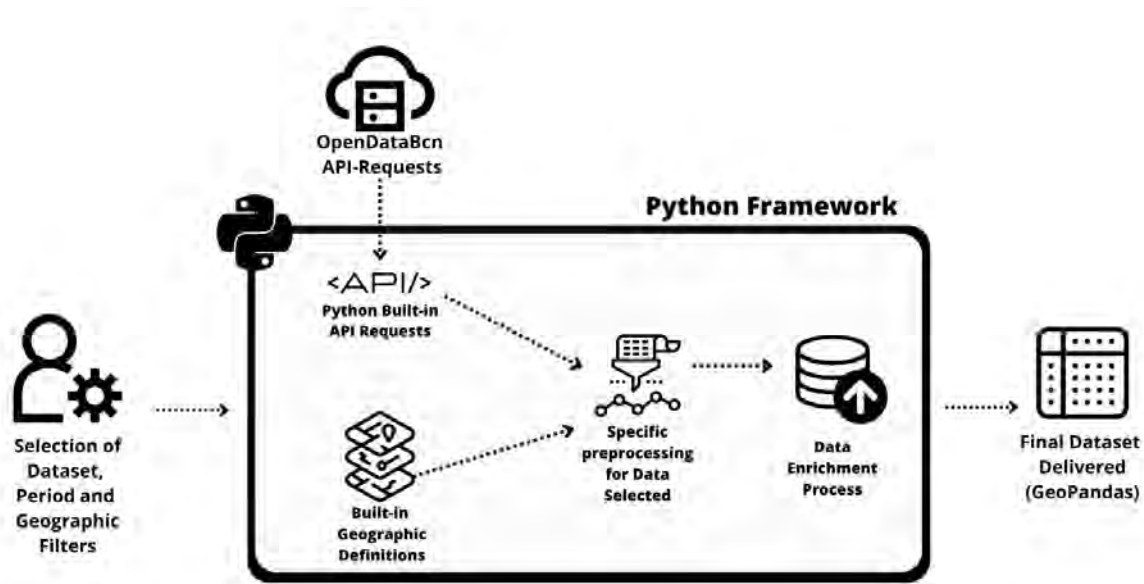 OpenDataBcn
API-Requests
Python Framework
<API/>
Python Built-in
API Requests
Selection of
Dataset,
Period and
Geographic
Filters
Built-in
Geographic
Definitions
Specific
preprocessing
for Data
Selected
Data
Enrichment
Process
Final Dataset
Delivered
(GeoPandas)